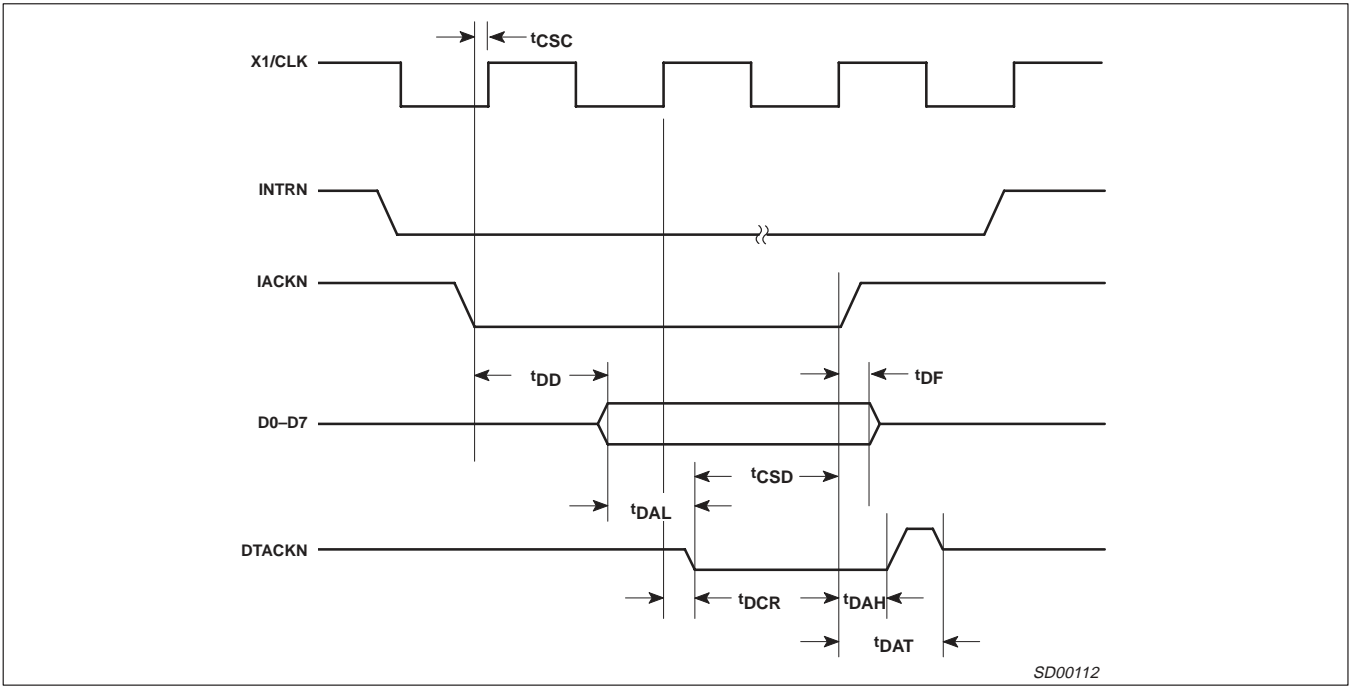 tCSC
X1/CLK
INTRN
IACKN
tDD
tDF
D0–D7
tCSD
tDAL
DTACKN
tDCR
tDAH
tDAT
SD00112